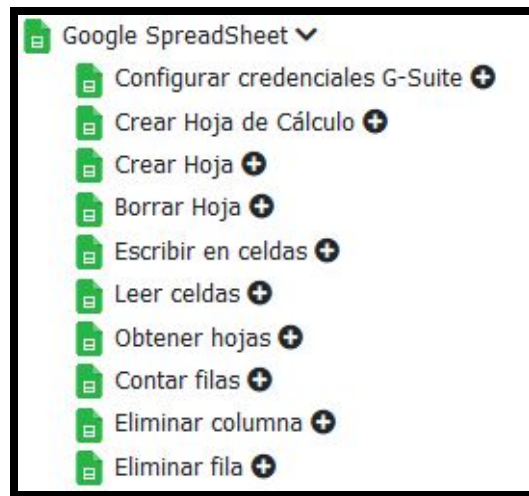 Google SpreadSheet
Configurar credenciales G-Suite
Crear Hoja de Cálculo
Crear Hoja
Borrar Hoja
Escribir en celdas
Leer celdas
Obtener hojas
Contar filas
Eliminar columna
Eliminar fila